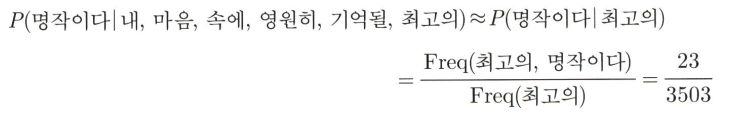 P(명작이다|내, 마음, 속에, 영원히, 기억될, 최고의)≈P(명작이다|최고의)
= Freq(최고의, 명작이다) / Freq(최고의) = 23 / 3503